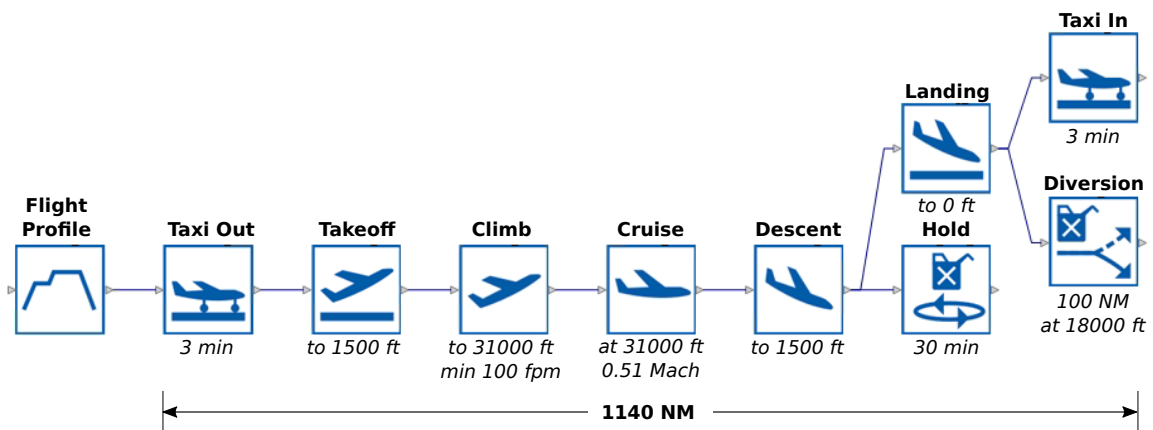 Flight
Profile
Taxi Out
3 min
Takeoff
to 1500 ft
Climb
to 31000 ft
min 100 fpm
Cruise
at 31000 ft
0.51 Mach
Descent
to 1500 ft
Landing
to 0 ft
Hold
30 min
Taxi In
3 min
Diversion
100 NM
at 18000 ft
1140 NM